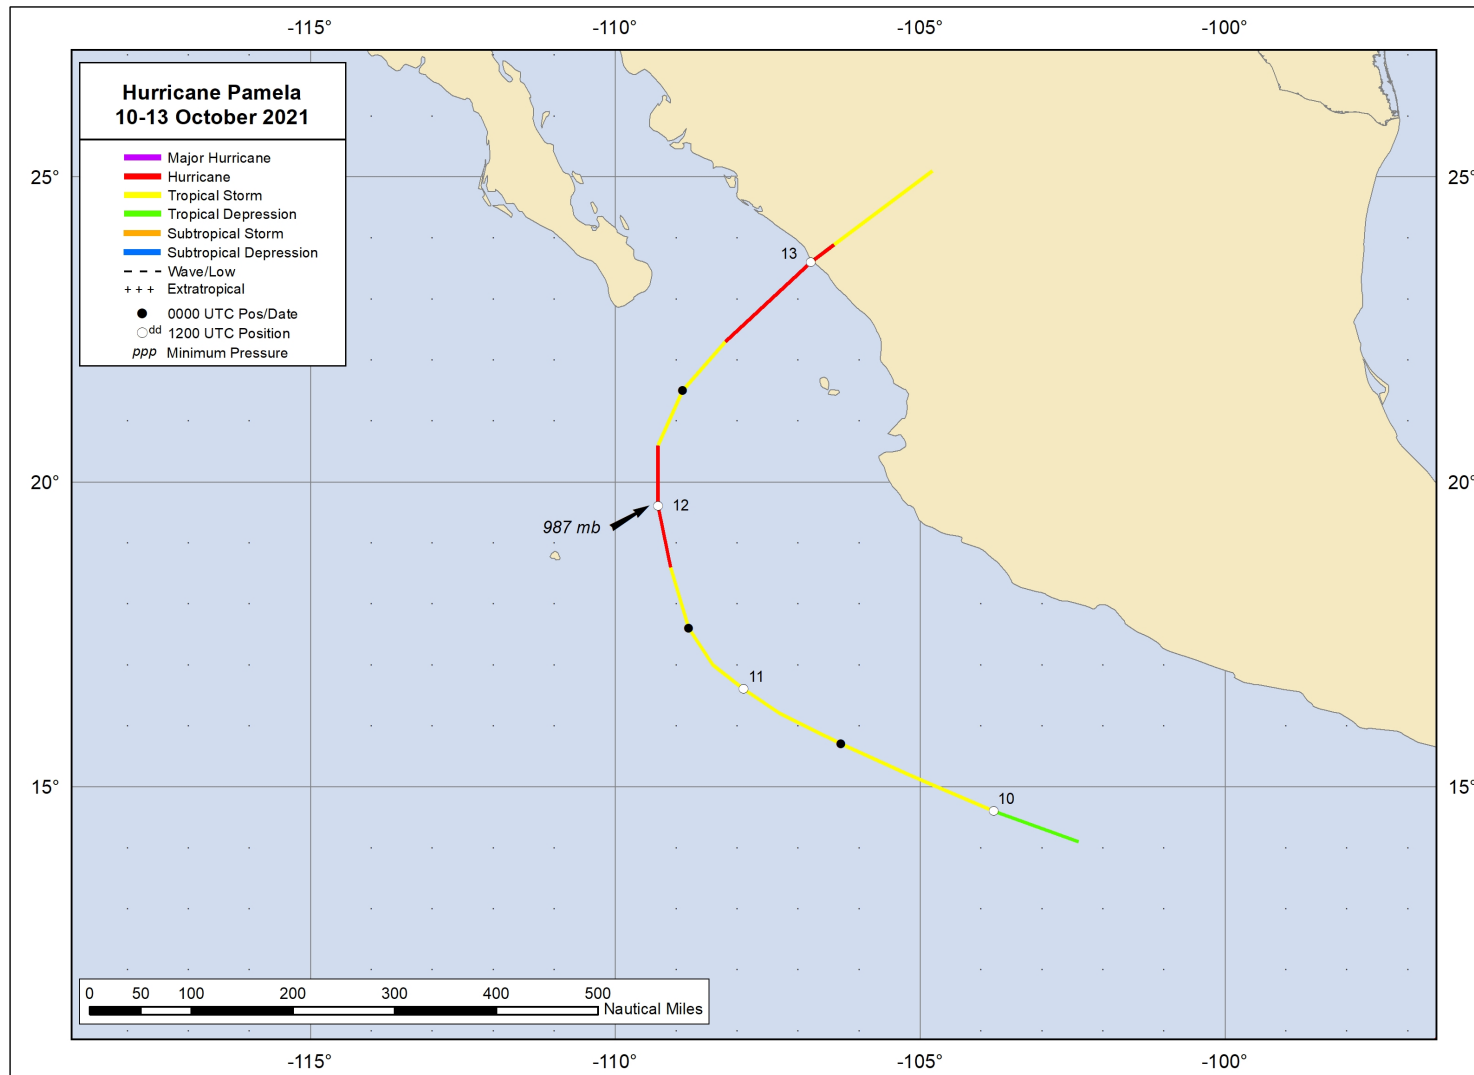 -115° -110° -105° -100°
Hurricane Pamela
10-13 October 2021
Major Hurricane
Hurricane
Tropical Storm
Tropical Depression
Subtropical Storm
Subtropical Depression
Wave/Low
+++ Extratropical
0000 UTC Pos/Date
dd 1200 UTC Position
ppp Minimum Pressure
25° 25°
13
20° 20°
12
987 mb
11
15° 15°
10
0 50 100 200 300 400 500
Nautical Miles
-115° -110° -105° -100°